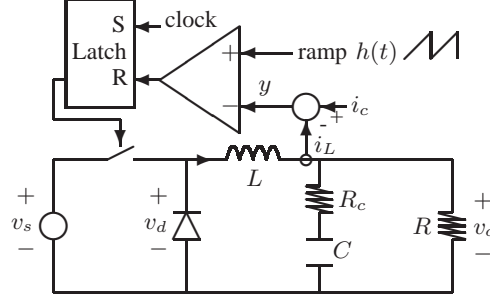 S
clock
Latch
R
+
ramp h(t)
−
y
i_c
- +
i_L
L
+
v_s
−
+
v_d
−
R_c
C
R
+
v_o
−